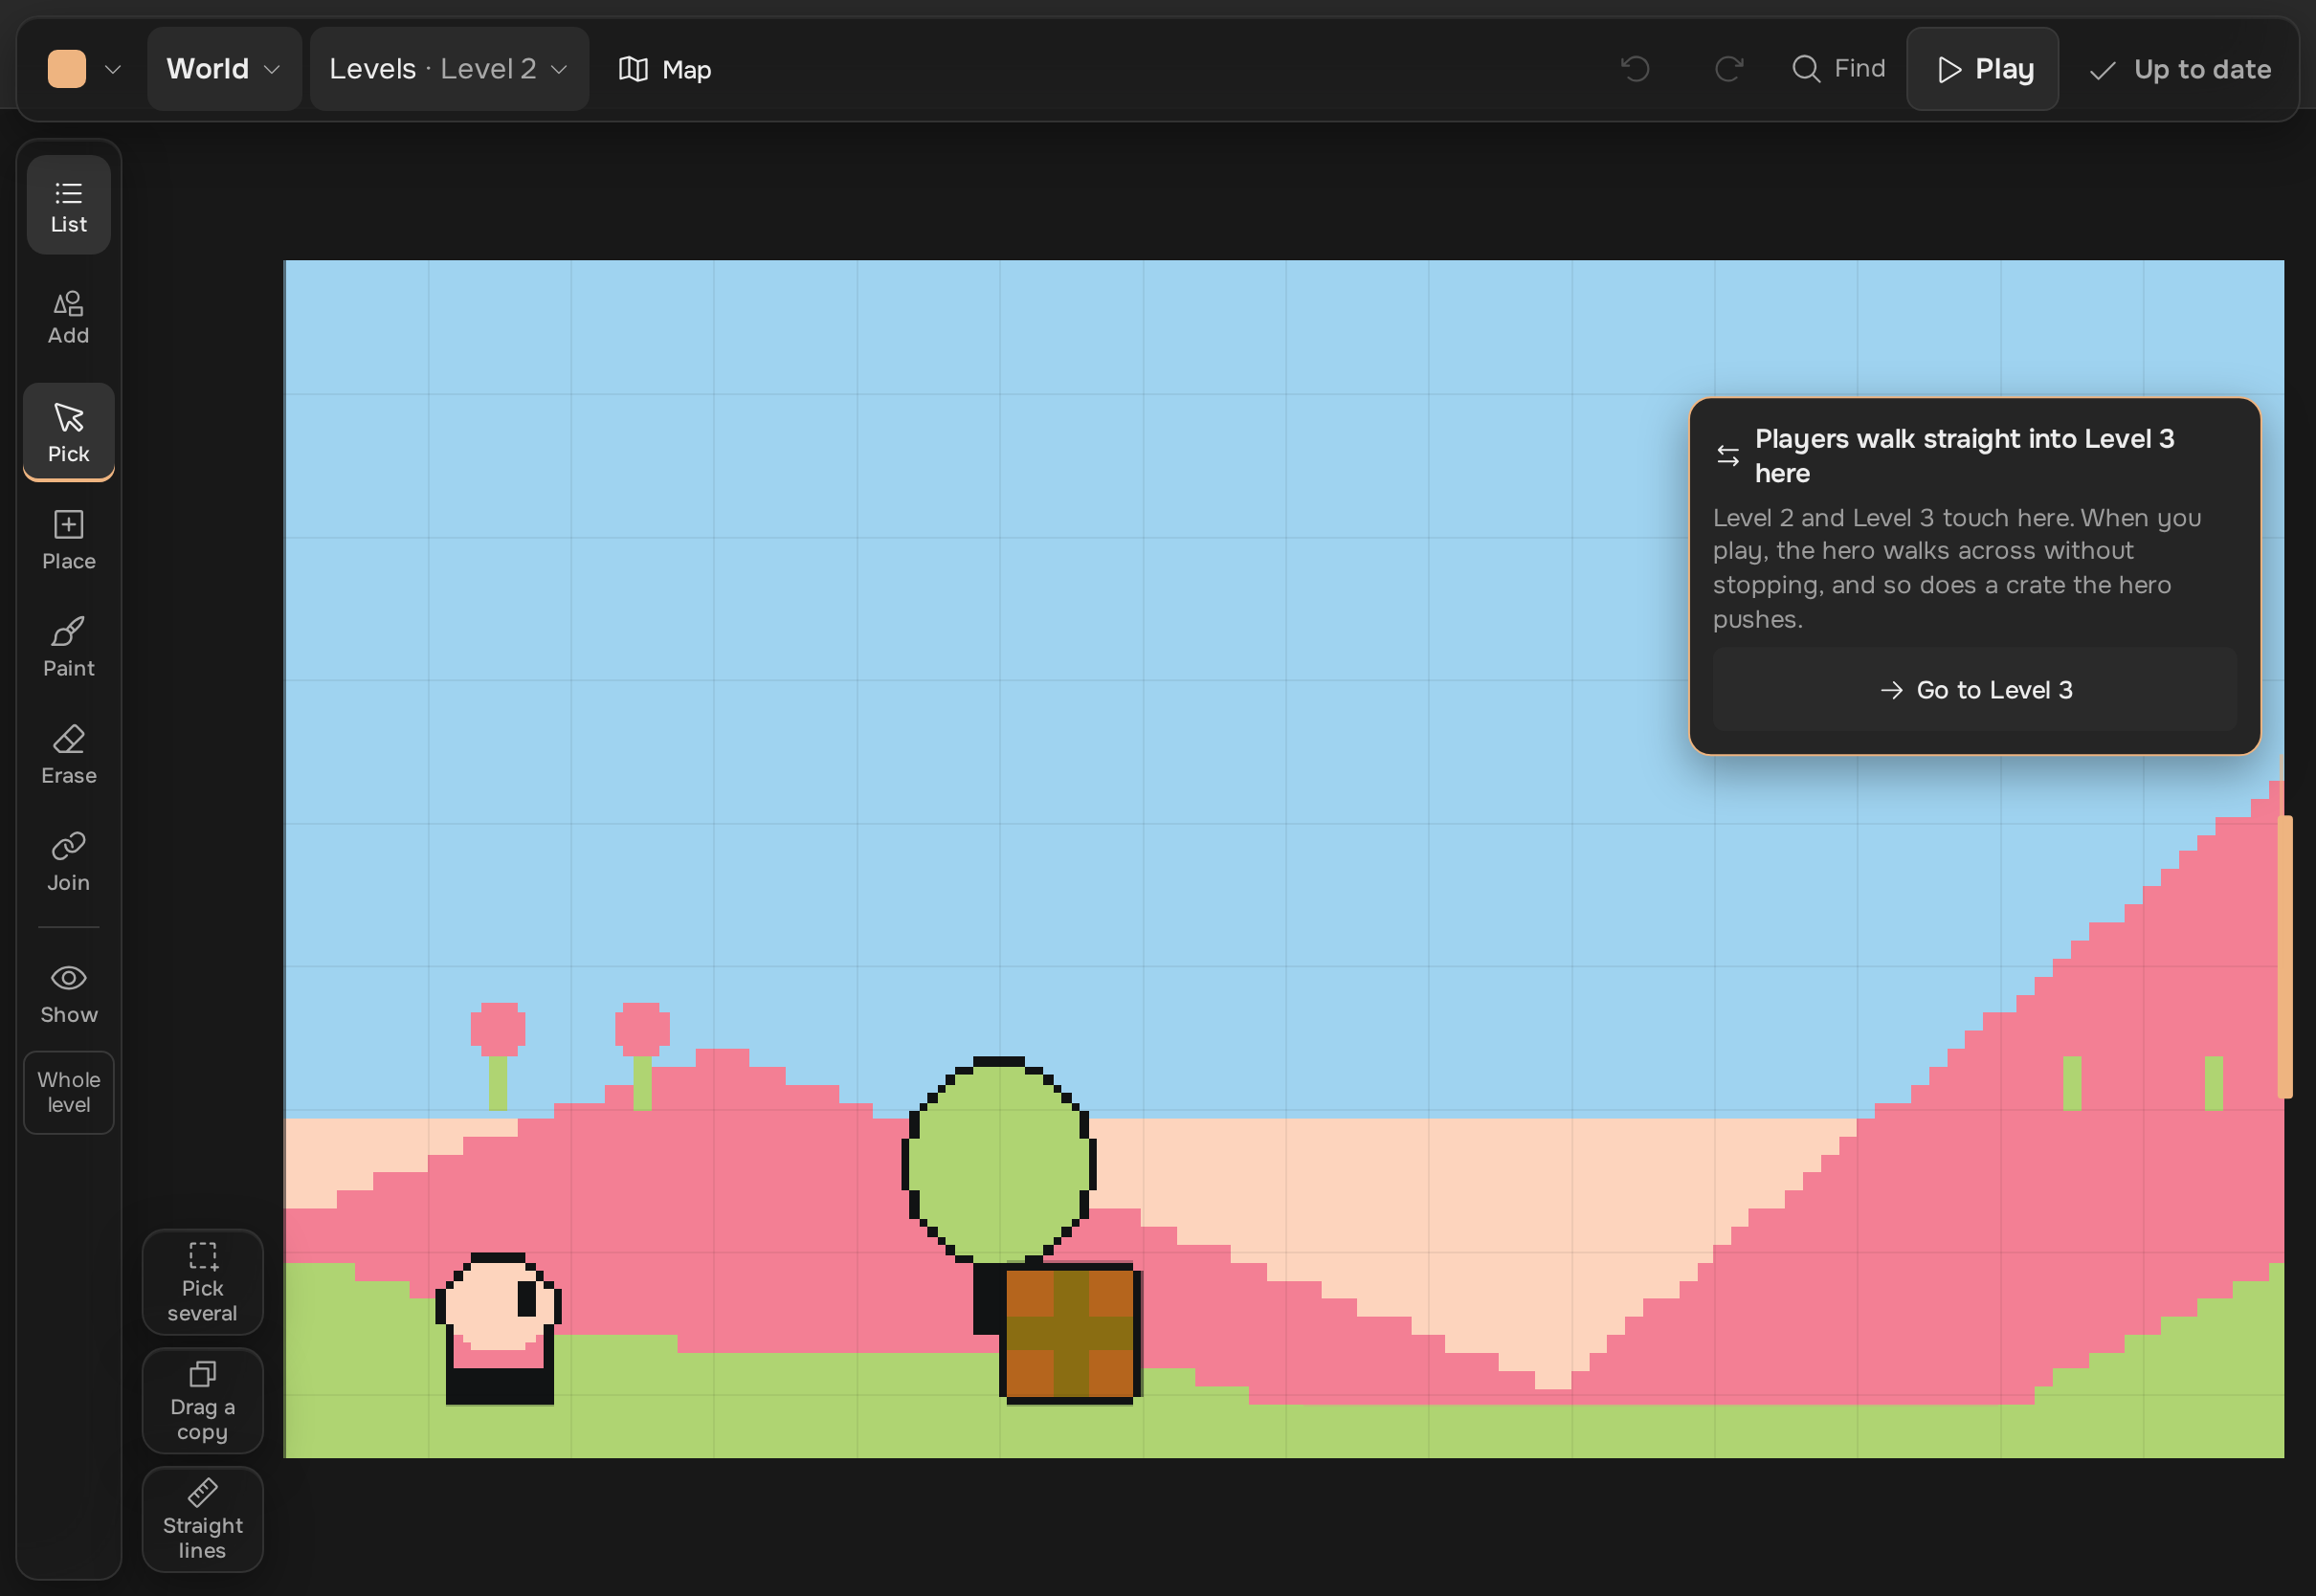 World
Levels · Level 2
Map
Find
Play
Up to date
List
Add
Pick
Place
Paint
Erase
Join
Show
Whole
level
Pick
several
Drag a
copy
Straight
lines
Players walk straight into Level 3
here
Level 2 and Level 3 touch here. When you
play, the hero walks across without
stopping, and so does a crate the hero
pushes.
Go to Level 3